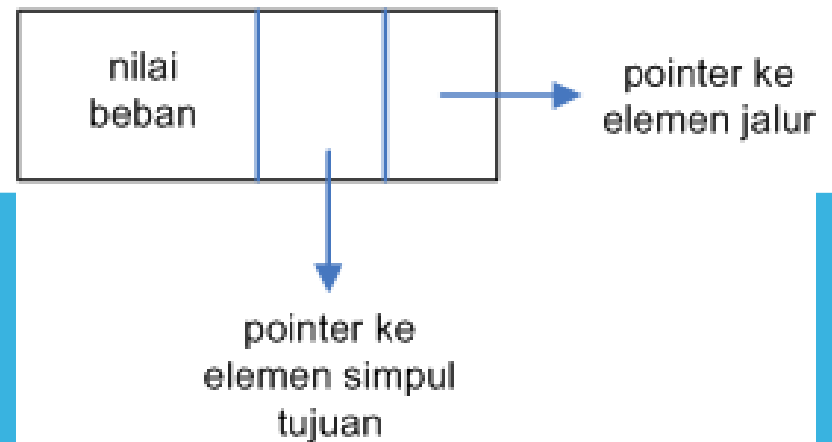 nilai
beban
pointer ke
elemen jalur
pointer ke
elemen simpul
tujuan